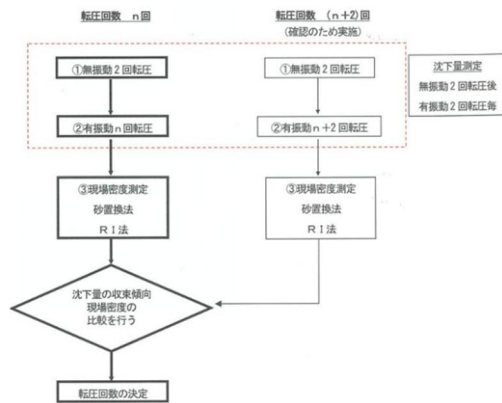 転圧回数 n回
①無振動2回転圧
②有振動n回転圧
③現場密度測定
砂置換法
RI法
沈下量の収束傾向
現場密度の
比較を行う
転圧回数の決定
転圧回数 (n+2)回
(確認のため実施)
①無振動2回転圧
②有振動n+2回転圧
③現場密度測定
砂置換法
RI法
沈下量測定
無振動2回転圧後
有振動2回転圧毎